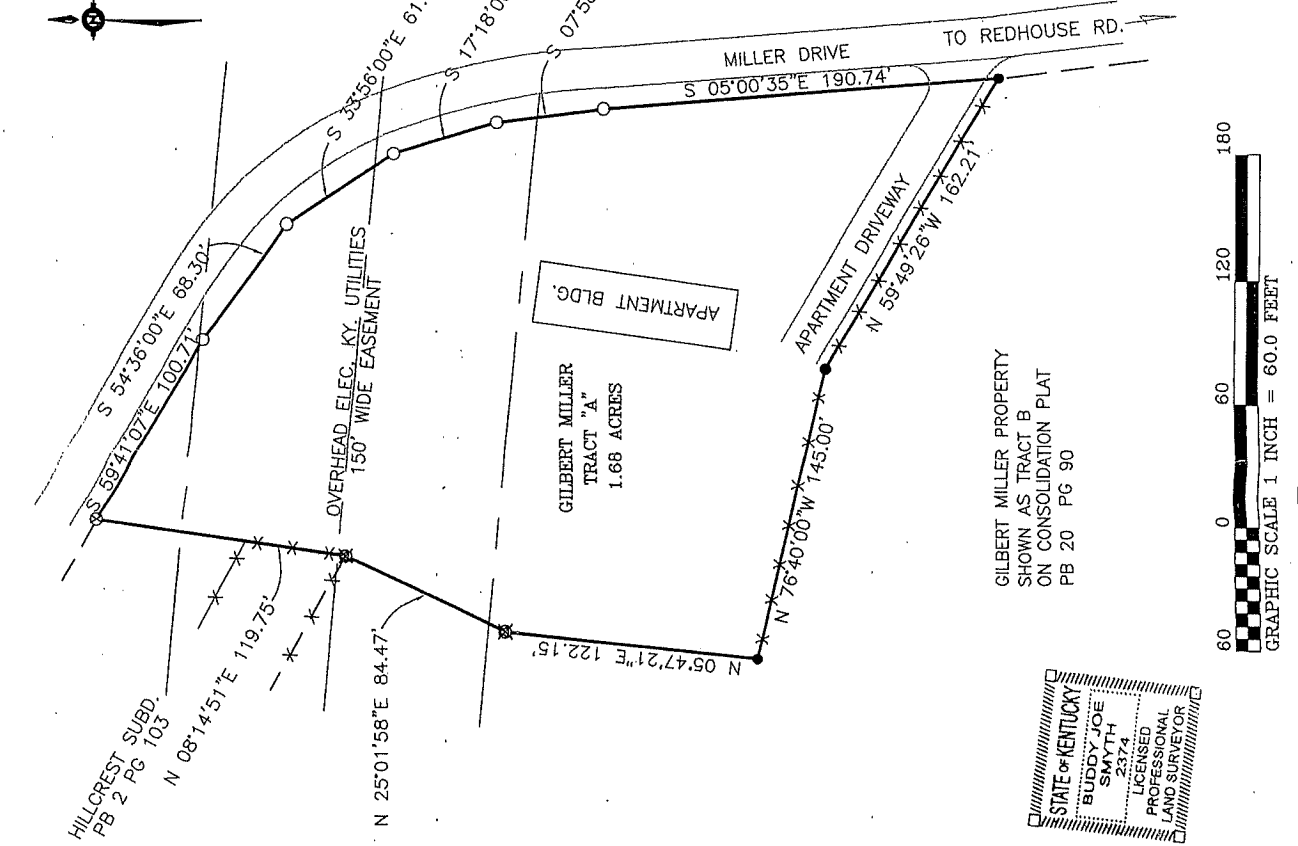 N
S 33°56'00"E 61.
S 17°18'0
S 07°5
MILLER DRIVE
TO REDHOUSE RD.
S 05°00'35"E 190.74'
S 54°36'00"E 68.30'
S 59°41'07"E 100.71'
OVERHEAD ELEC. KY. UTILITIES
150' WIDE EASEMENT
APARTMENT BLDG.
APARTMENT DRIVEWAY
N 59°49'26"W 162.21'
GILBERT MILLER
TRACT "A"
1.68 ACRES
N 76°40'00"W 145.00'
N 05°47'21"E 122.15'
N 25°01'58"E 84.47'
N 08°14'51"E 119.75'
HILLCREST SUBD.
PB 2 PG 103
GILBERT MILLER PROPERTY
SHOWN AS TRACT B
ON CONSOLIDATION PLAT
PB 20 PG 90
60 0 60 120 180
GRAPHIC SCALE 1 INCH = 60.0 FEET
STATE OF KENTUCKY
BUDDY JOE
SMYTH
2374
LICENSED
PROFESSIONAL
LAND SURVEYOR